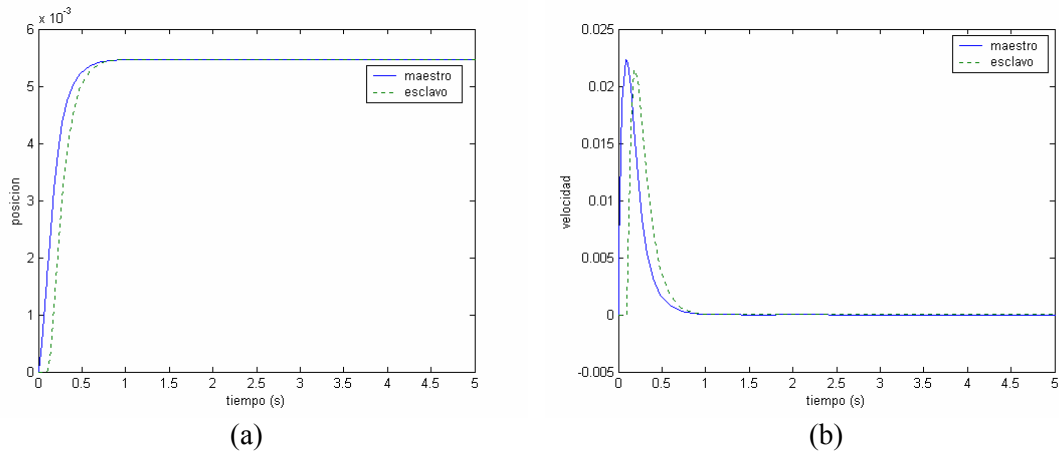 x 10-3
6
5
4
3
2
1
0
posicion
maestro
esclavo
0 0.5 1 1.5 2 2.5 3 3.5 4 4.5 5
tiempo (s)
(a)
0.025
0.02
0.015
0.01
0.005
0
-0.005
velocidad
maestro
esclavo
0 0.5 1 1.5 2 2.5 3 3.5 4 4.5 5
tiempo (s)
(b)